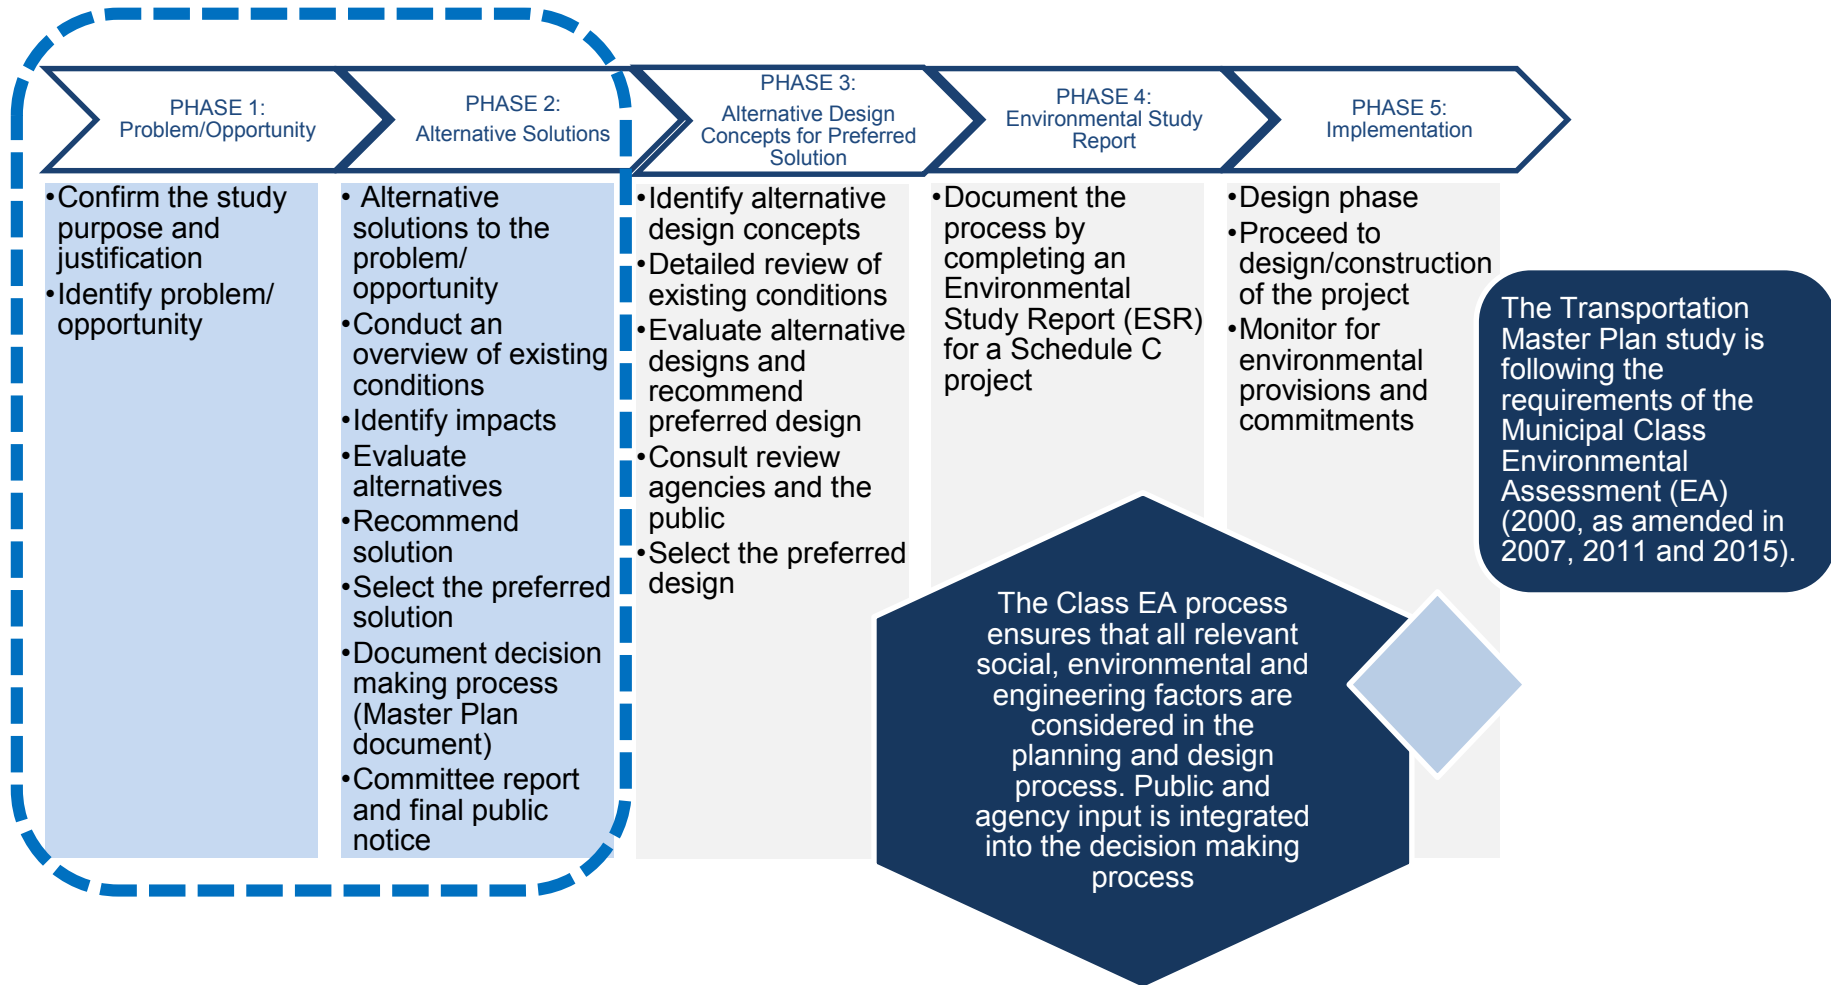 PHASE 1:
Problem/Opportunity
PHASE 2:
Alternative Solutions
PHASE 3:
Alternative Design
Concepts for Preferred
Solution
PHASE 4:
Environmental Study
Report
PHASE 5:
Implementation
•Confirm the study
purpose and
justification
•Identify problem/
opportunity
• Alternative
solutions to the
problem/
opportunity
•Conduct an
overview of existing
conditions
•Identify impacts
•Evaluate
alternatives
•Recommend
solution
•Select the preferred
solution
•Document decision
making process
(Master Plan
document)
•Committee report
and final public
notice
•Identify alternative
design concepts
•Detailed review of
existing conditions
•Evaluate alternative
designs and
recommend
preferred design
•Consult review
agencies and the
public
•Select the preferred
design
•Document the
process by
completing an
Environmental
Study Report (ESR)
for a Schedule C
project
•Design phase
•Proceed to
design/construction
of the project
•Monitor for
environmental
provisions and
commitments
The Transportation
Master Plan study is
following the
requirements of the
Municipal Class
Environmental
Assessment (EA)
(2000, as amended in
2007, 2011 and 2015).
The Class EA process
ensures that all relevant
social, environmental and
engineering factors are
considered in the
planning and design
process. Public and
agency input is integrated
into the decision making
process